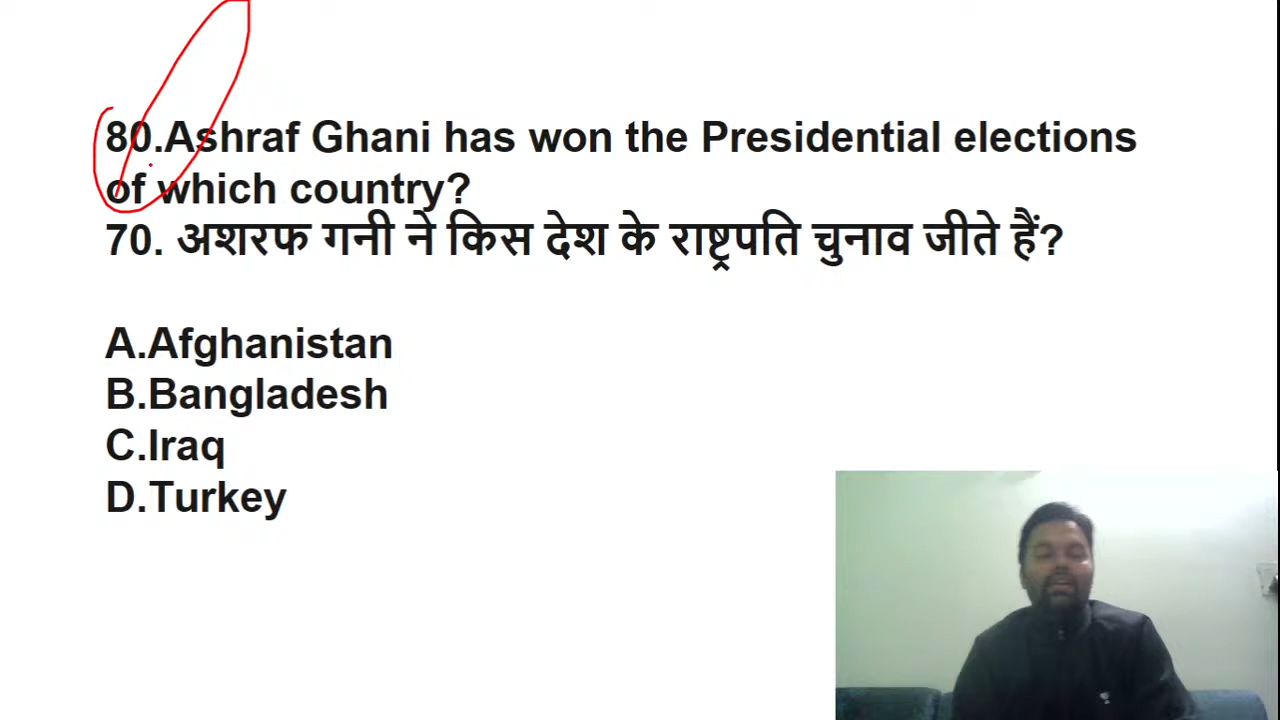 80.Ashraf Ghani has won the Presidential elections
of which country?
70. अशरफ गनी ने किस देश के राष्ट्रपति चुनाव जीते हैं?
A.Afghanistan
B.Bangladesh
C.Iraq
D.Turkey